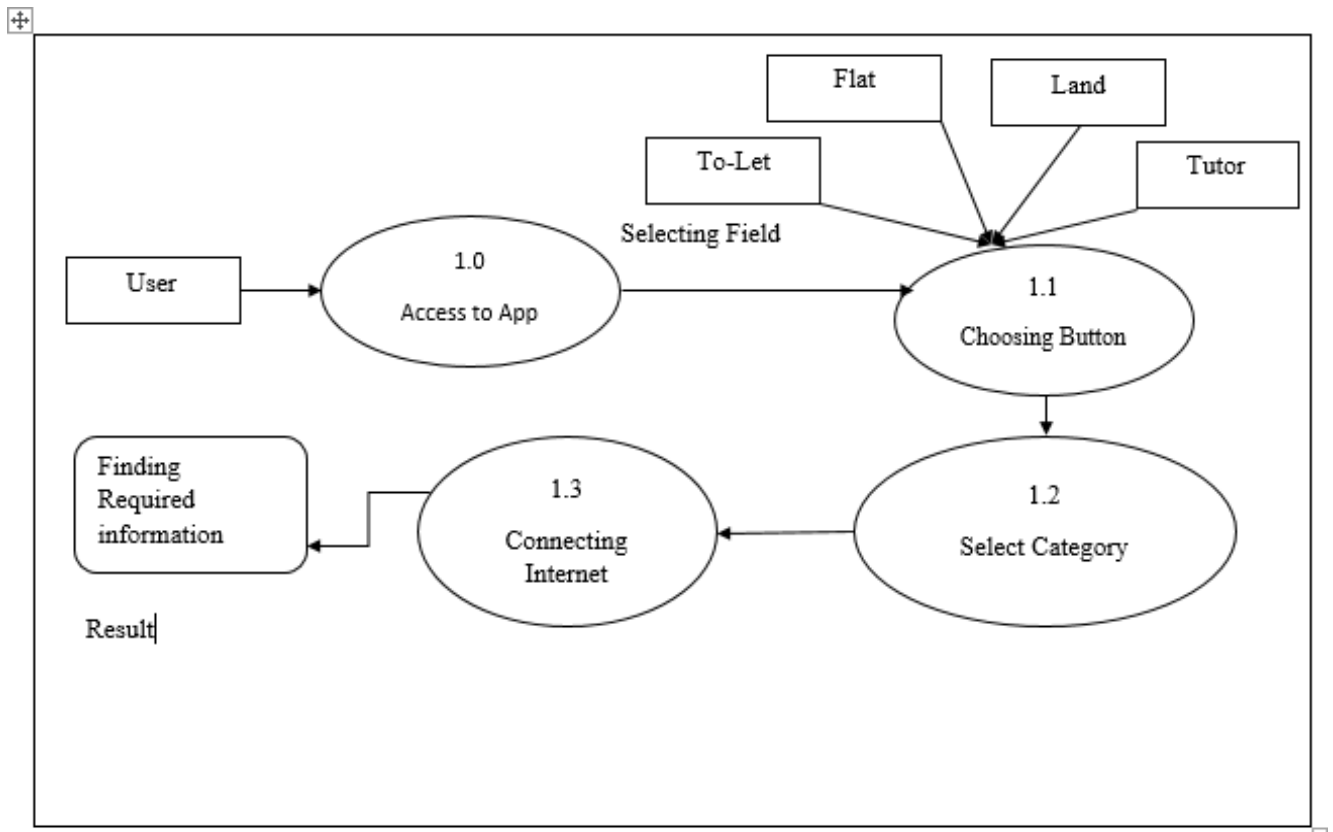 Flat
Land
To-Let
Tutor
Selecting Field
User
1.0
Access to App
1.1
Choosing Button
Finding
Required
information
1.3
Connecting
Internet
1.2
Select Category
Result